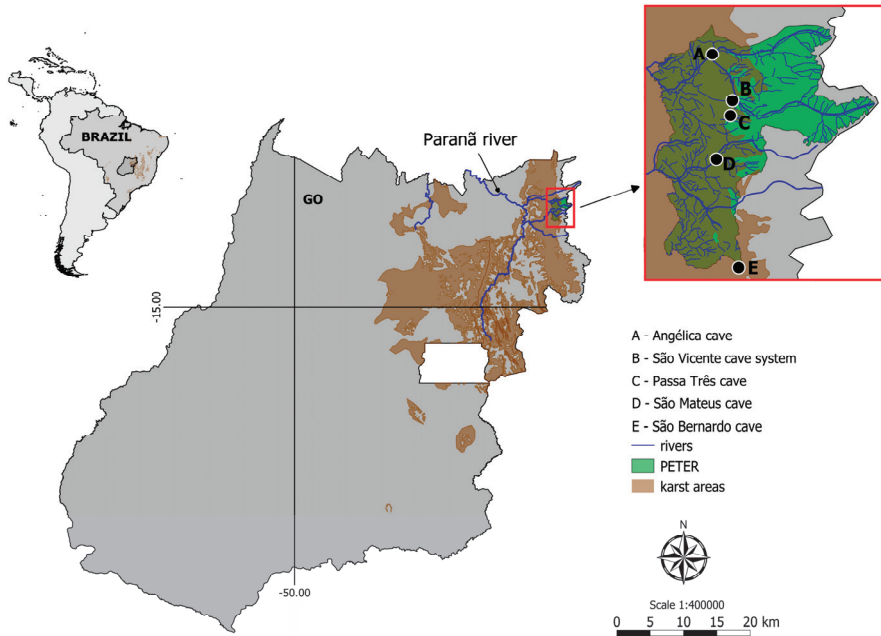 BRAZIL
GO
Paranã river
-15.00
-50.00
A
B
C
D
E
A - Angélica cave
B - São Vicente cave system
C - Passa Três cave
D - São Mateus cave
E - São Bernardo cave
rivers
PETER
karst areas
N
Scale 1:400000
0 5 10 15 20 km